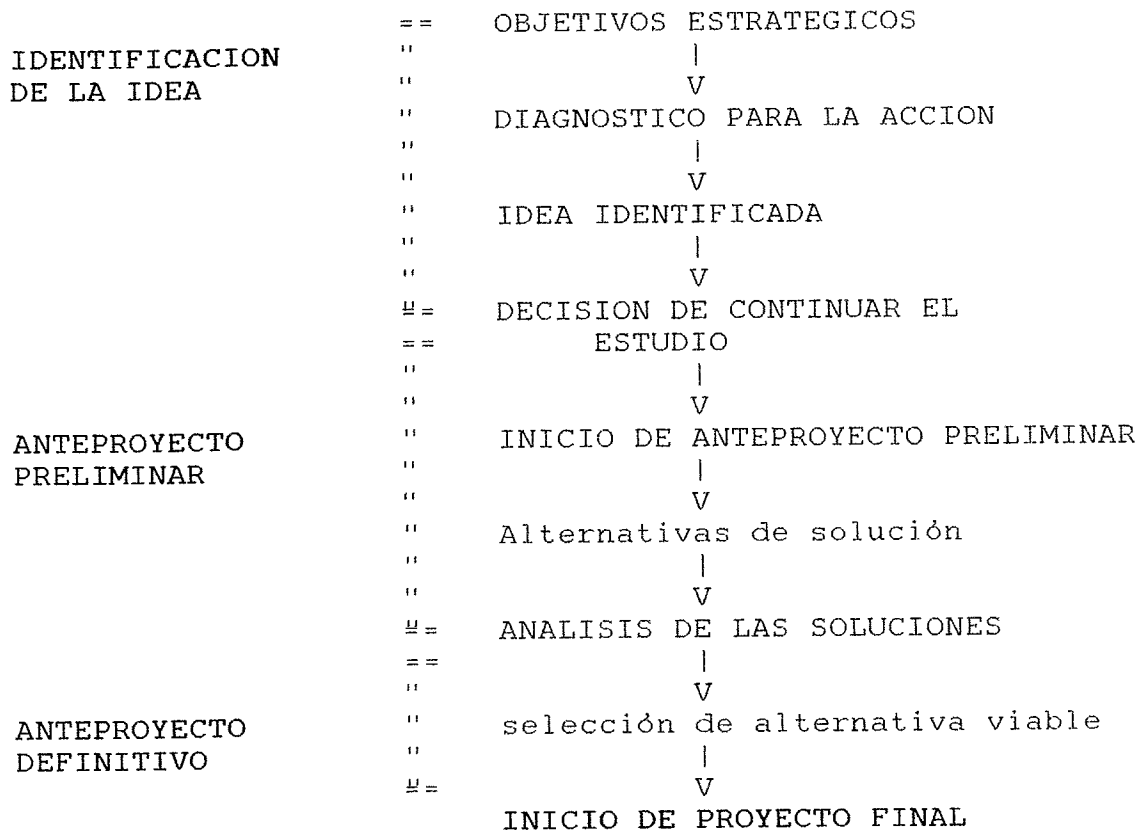 == OBJETIVOS ESTRATEGICOS
IDENTIFICACION " |
DE LA IDEA " V
" DIAGNOSTICO PARA LA ACCION
" |
" V
" IDEA IDENTIFICADA
" |
" V
"= DECISION DE CONTINUAR EL
== ESTUDIO
" |
" V
ANTEPROYECTO " INICIO DE ANTEPROYECTO PRELIMINAR
PRELIMINAR " |
" V
" Alternativas de solución
" |
" V
"= ANALISIS DE LAS SOLUCIONES
== |
" V
ANTEPROYECTO " selección de alternativa viable
DEFINITIVO " |
"= V
INICIO DE PROYECTO FINAL